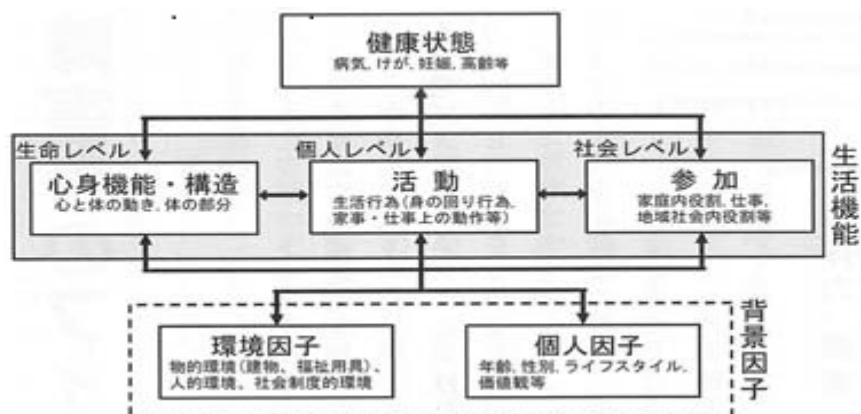 健康状態
病気, けが, 妊娠, 高齢等
生命レベル
個人レベル
社会レベル
心身機能・構造
心と体の動き, 体の部分
活 動
生活行為(身の回り行為、
家事・仕事上の動作等)
参 加
家庭内役割, 仕事,
地域社会内役割等
生活機能
環境因子
物的環境(建物、福祉用具)、
人的環境、社会制度的環境
個人因子
年齢, 性別, ライフスタイル,
価値観等
背景因子